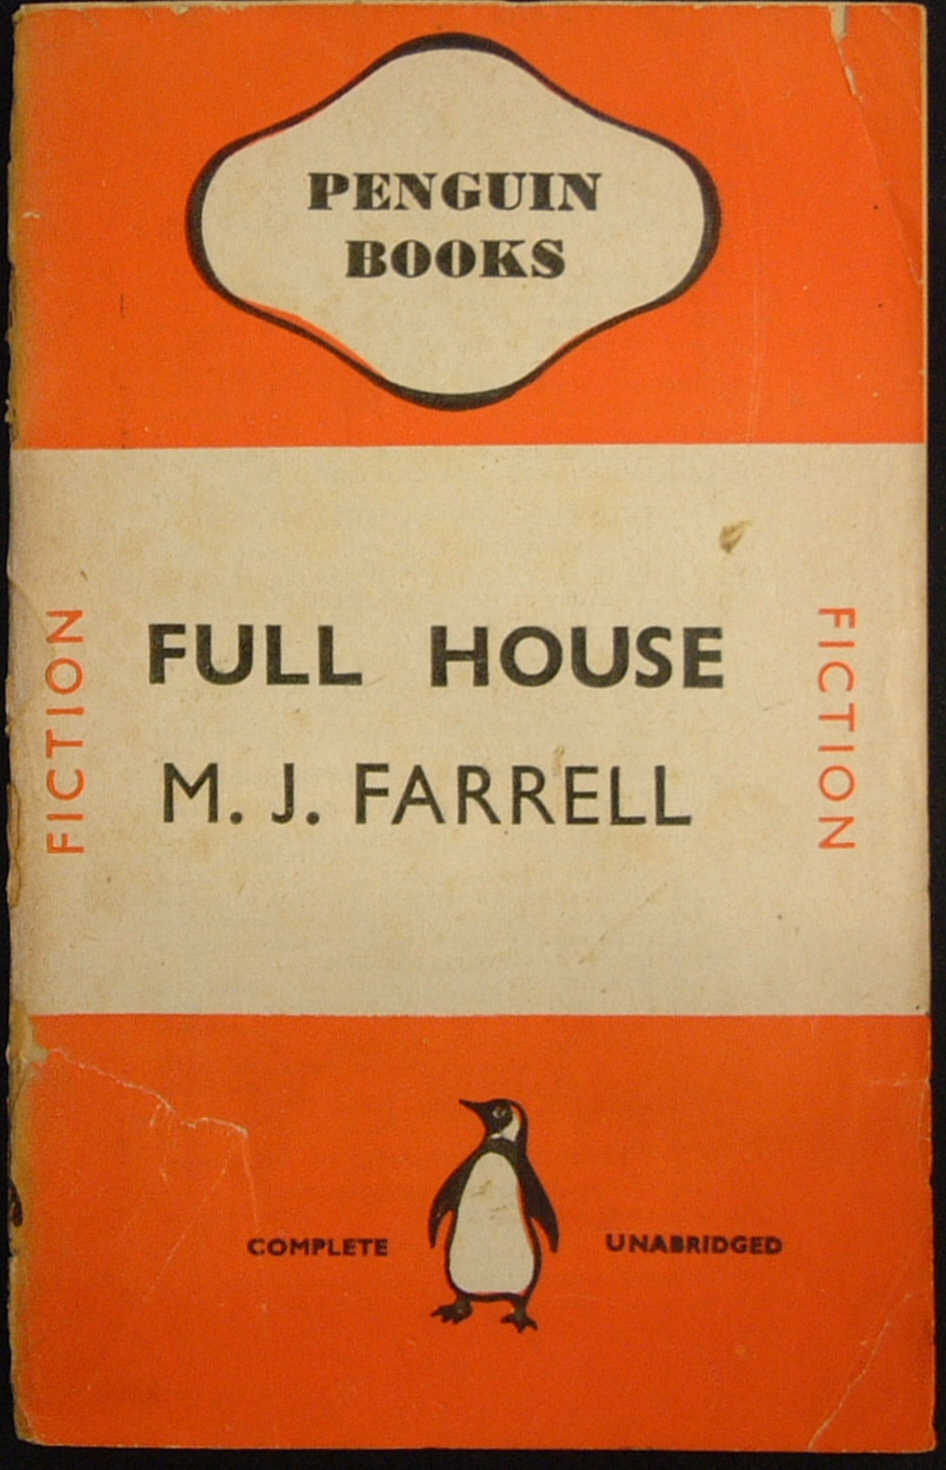 PENGUIN
BOOKS
FICTION
FULL HOUSE
M. J. FARRELL
FICTION
COMPLETE
UNABRIDGED